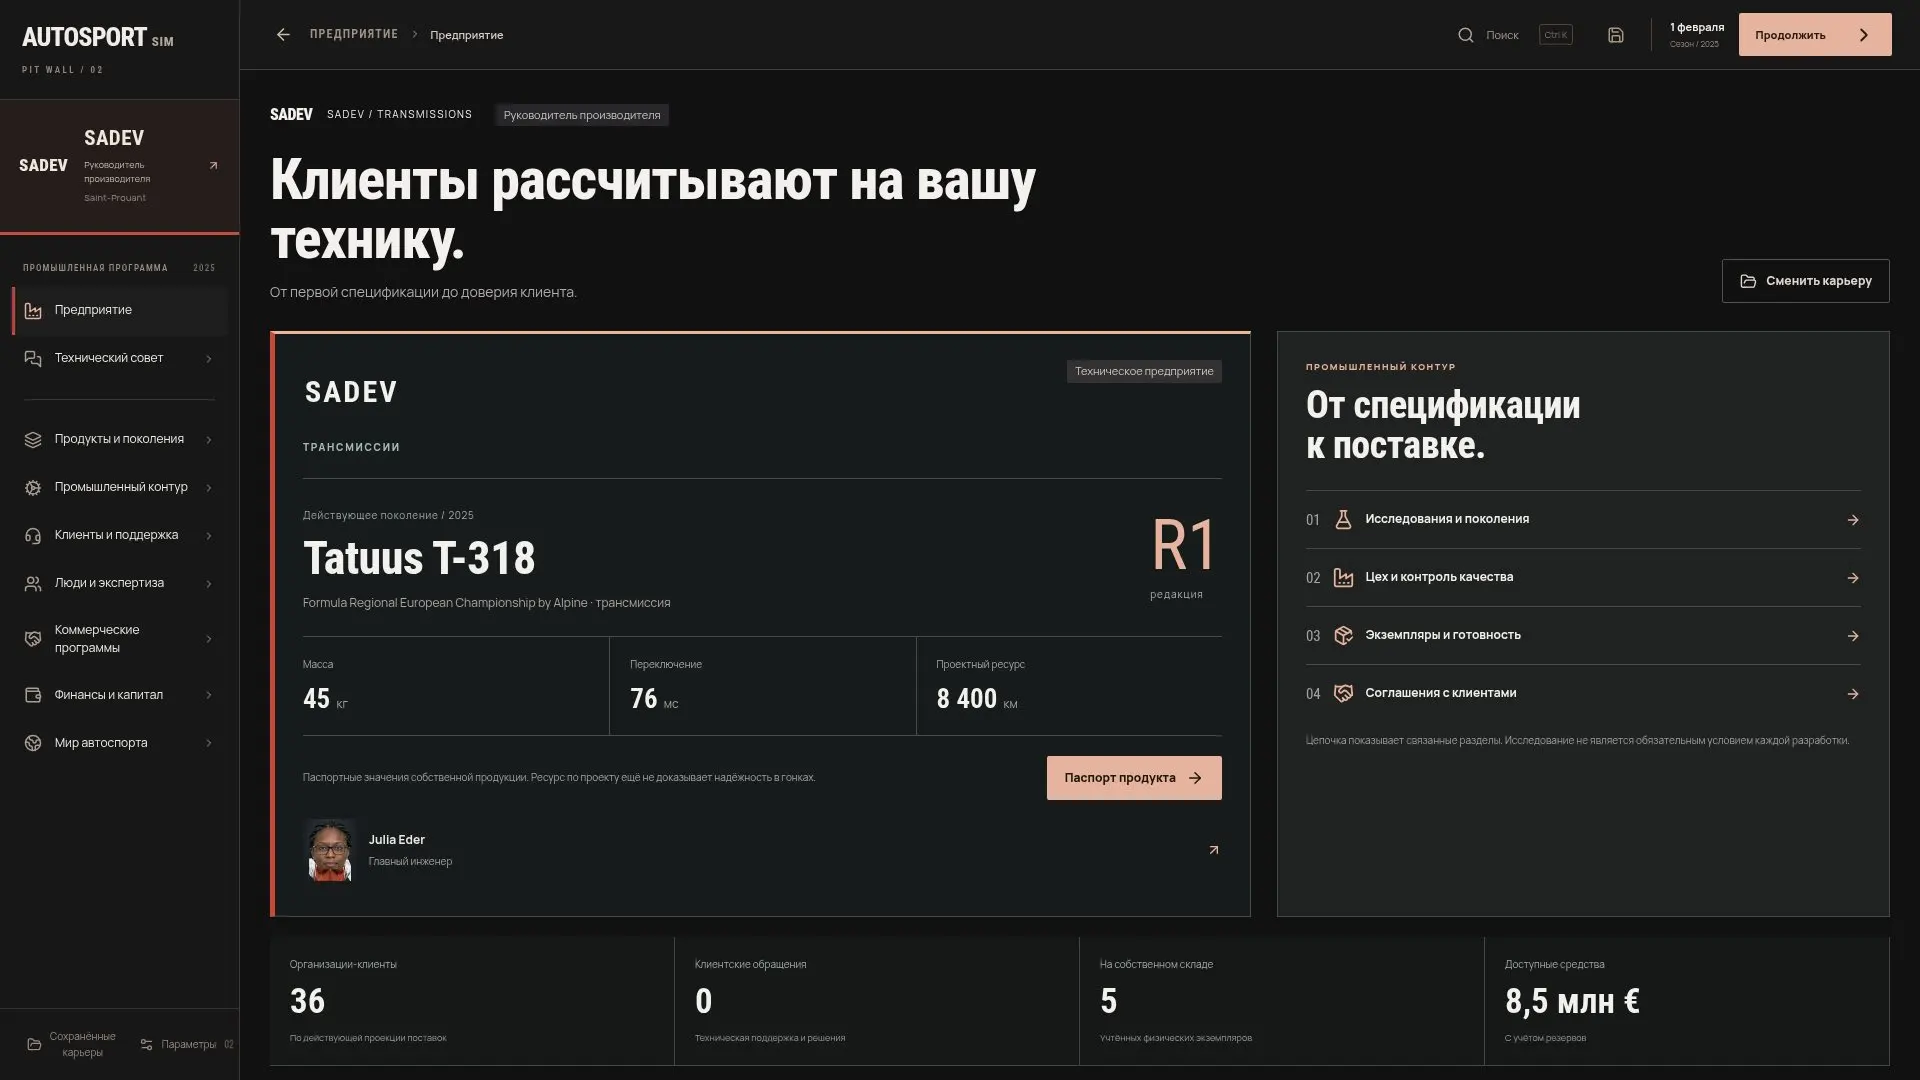 AUTOSPORT SIM
PIT WALL / 02
SADEV
SADEV
Руководитель
производителя
Saint-Prouant
ПРОМЫШЛЕННАЯ ПРОГРАММА 2025
Предприятие
Технический совет
Продукты и поколения
Промышленный контур
Клиенты и поддержка
Люди и экспертиза
Коммерческие
программы
Финансы и капитал
Мир автоспорта
Сохранённые
карьеры
Параметры 02
ПРЕДПРИЯТИЕ > Предприятие
Поиск Ctrl K
1 февраля
Сезон / 2025
Продолжить
SADEV SADEV / TRANSMISSIONS Руководитель производителя
Клиенты рассчитывают на вашу
технику.
От первой спецификации до доверия клиента.
Сменить карьеру
SADEV
Техническое предприятие
ТРАНСМИССИИ
Действующее поколение / 2025
Tatuus T-318
Formula Regional European Championship by Alpine · трансмиссия
R1
редакция
Масса
45 кг
Переключение
76 мс
Проектный ресурс
8 400 км
Паспортные значения собственной продукции. Ресурс по проекту ещё не доказывает надёжность в гонках.
Паспорт продукта
Julia Eder
Главный инженер
ПРОМЫШЛЕННЫЙ КОНТУР
От спецификации
к поставке.
01 Исследования и поколения
02 Цех и контроль качества
03 Экземпляры и готовность
04 Соглашения с клиентами
Цепочка показывает связанные разделы. Исследование не является обязательным условием каждой разработки.
Организации-клиенты
36
По действующей проекции поставок
Клиентские обращения
0
Техническая поддержка и решения
На собственном складе
5
Учтённых физических экземпляров
Доступные средства
8,5 млн €
С учётом резервов